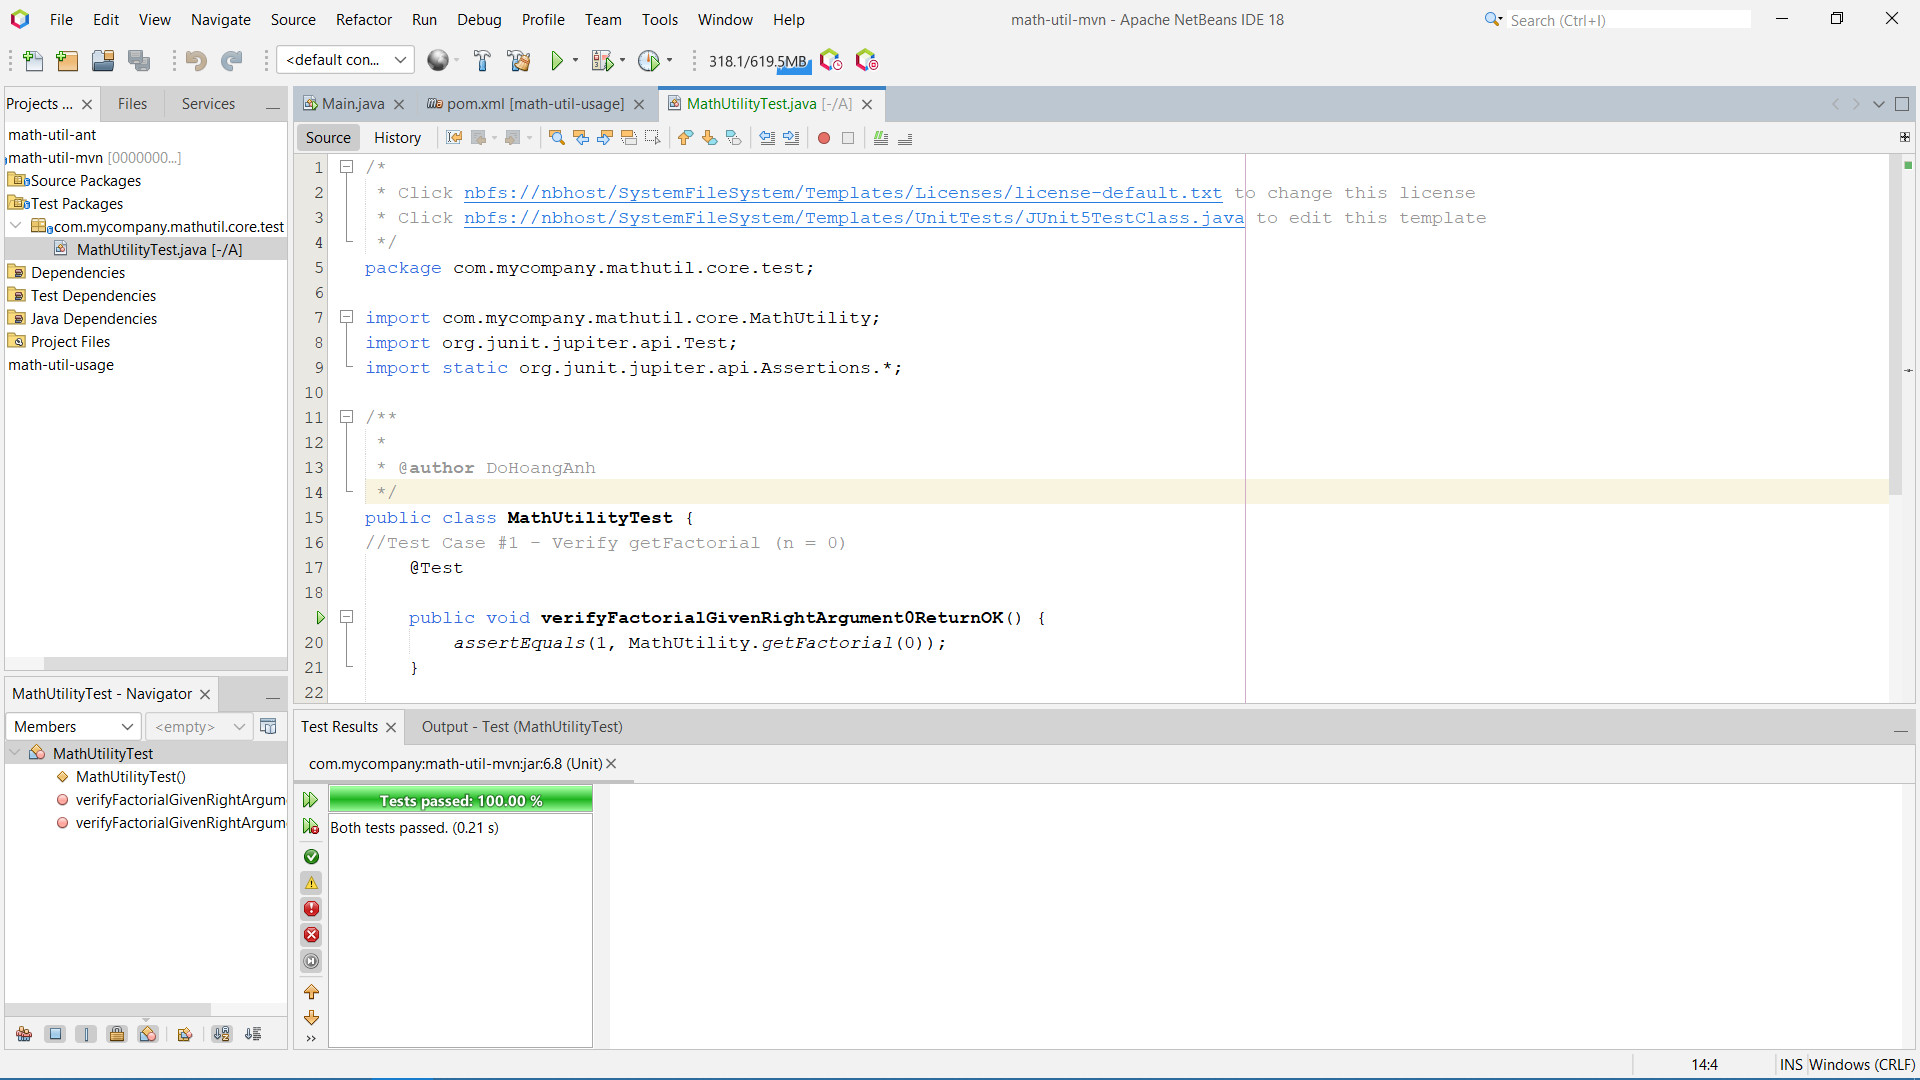 File Edit View Navigate Source Refactor Run Debug Profile Team Tools Window Help
math-util-mvn - Apache NetBeans IDE 18
Search (Ctrl+I)
<default con...
318.1/619.5MB
Projects ...
Files
Services
math-util-ant
math-util-mvn [0000000...]
Source Packages
Test Packages
com.mycompany.mathutil.core.test
MathUtilityTest.java [-/A]
Dependencies
Test Dependencies
Java Dependencies
Project Files
math-util-usage
Main.java
pom.xml [math-util-usage]
MathUtilityTest.java [-/A]
Source
History
1 /*
2 * Click nbfs://nbhost/SystemFileSystem/Templates/Licenses/license-default.txt to change this license
3 * Click nbfs://nbhost/SystemFileSystem/Templates/UnitTests/JUnit5TestClass.java to edit this template
4 */
5 package com.mycompany.mathutil.core.test;
6
7 import com.mycompany.mathutil.core.MathUtility;
8 import org.junit.jupiter.api.Test;
9 import static org.junit.jupiter.api.Assertions.*;
10
11 /**
12 *
13 * @author DoHoangAnh
14 */
15 public class MathUtilityTest {
16 //Test Case #1 - Verify getFactorial (n = 0)
17 @Test
18
public void verifyFactorialGivenRightArgument0ReturnOK() {
20 assertEquals(1, MathUtility.getFactorial(0));
21 }
22
MathUtilityTest - Navigator
Members
<empty>
MathUtilityTest
MathUtilityTest()
verifyFactorialGivenRightArgum
verifyFactorialGivenRightArgum
Test Results
Output - Test (MathUtilityTest)
com.mycompany:math-util-mvn:jar:6.8 (Unit)
Tests passed: 100.00 %
Both tests passed. (0.21 s)
14:4
INS
Windows (CRLF)